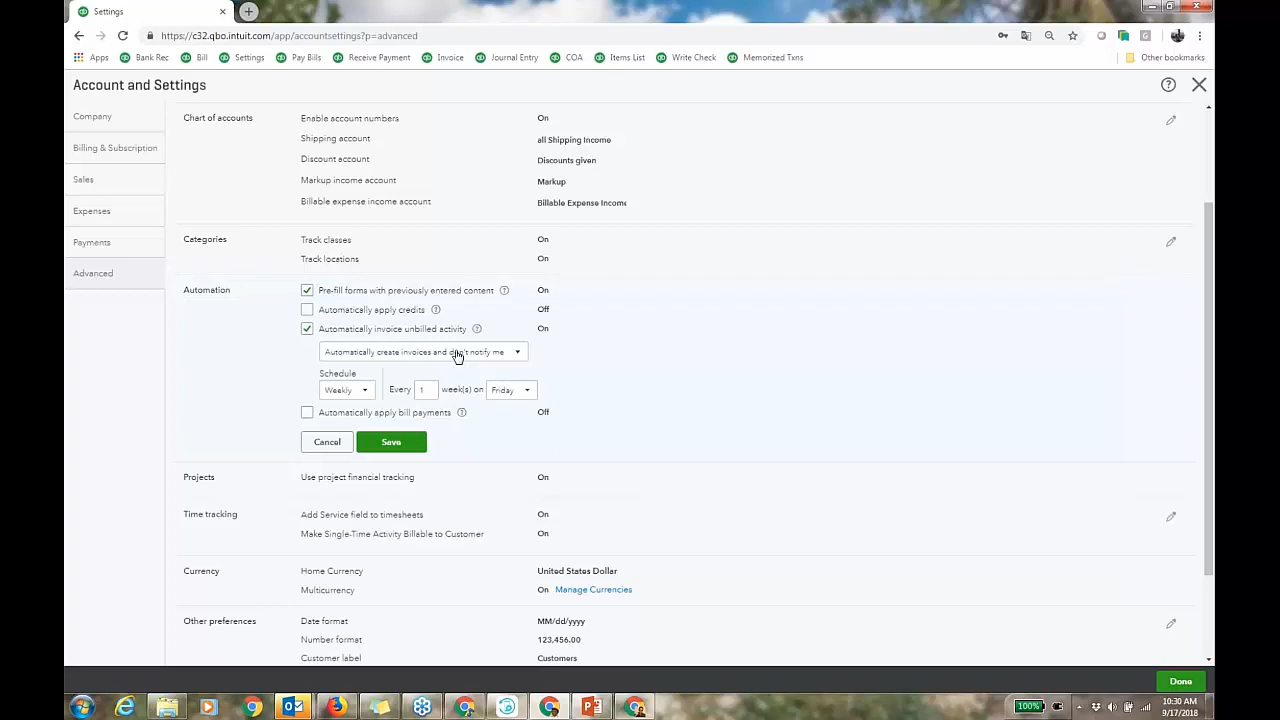 Settings
https://c32.qbo.intuit.com/app/accountsettings?p=advanced
Apps Bank Rec Bill Settings Pay Bills Receive Payment Invoice Journal Entry COA Items List Write Check Memorized Txns Other bookmarks
Account and Settings
Company
Billing & Subscription
Sales
Expenses
Payments
Advanced
Chart of accounts Enable account numbers On
Shipping account all Shipping Income
Discount account Discounts given
Markup income account Markup
Billable expense income account Billable Expense Income
Categories Track classes On
Track locations On
Automation Pre-fill forms with previously entered content On
Automatically apply credits Off
Automatically invoice unbilled activity On
Automatically create invoices and don't notify me
Schedule
Weekly Every 1 week(s) on Friday
Automatically apply bill payments Off
Cancel Save
Projects Use project financial tracking On
Time tracking Add Service field to timesheets On
Make Single-Time Activity Billable to Customer On
Currency Home Currency United States Dollar
Multicurrency On Manage Currencies
Other preferences Date format MM/dd/yyyy
Number format 123,456.00
Customer label Customers
Done
100%
10:30 AM
9/17/2018